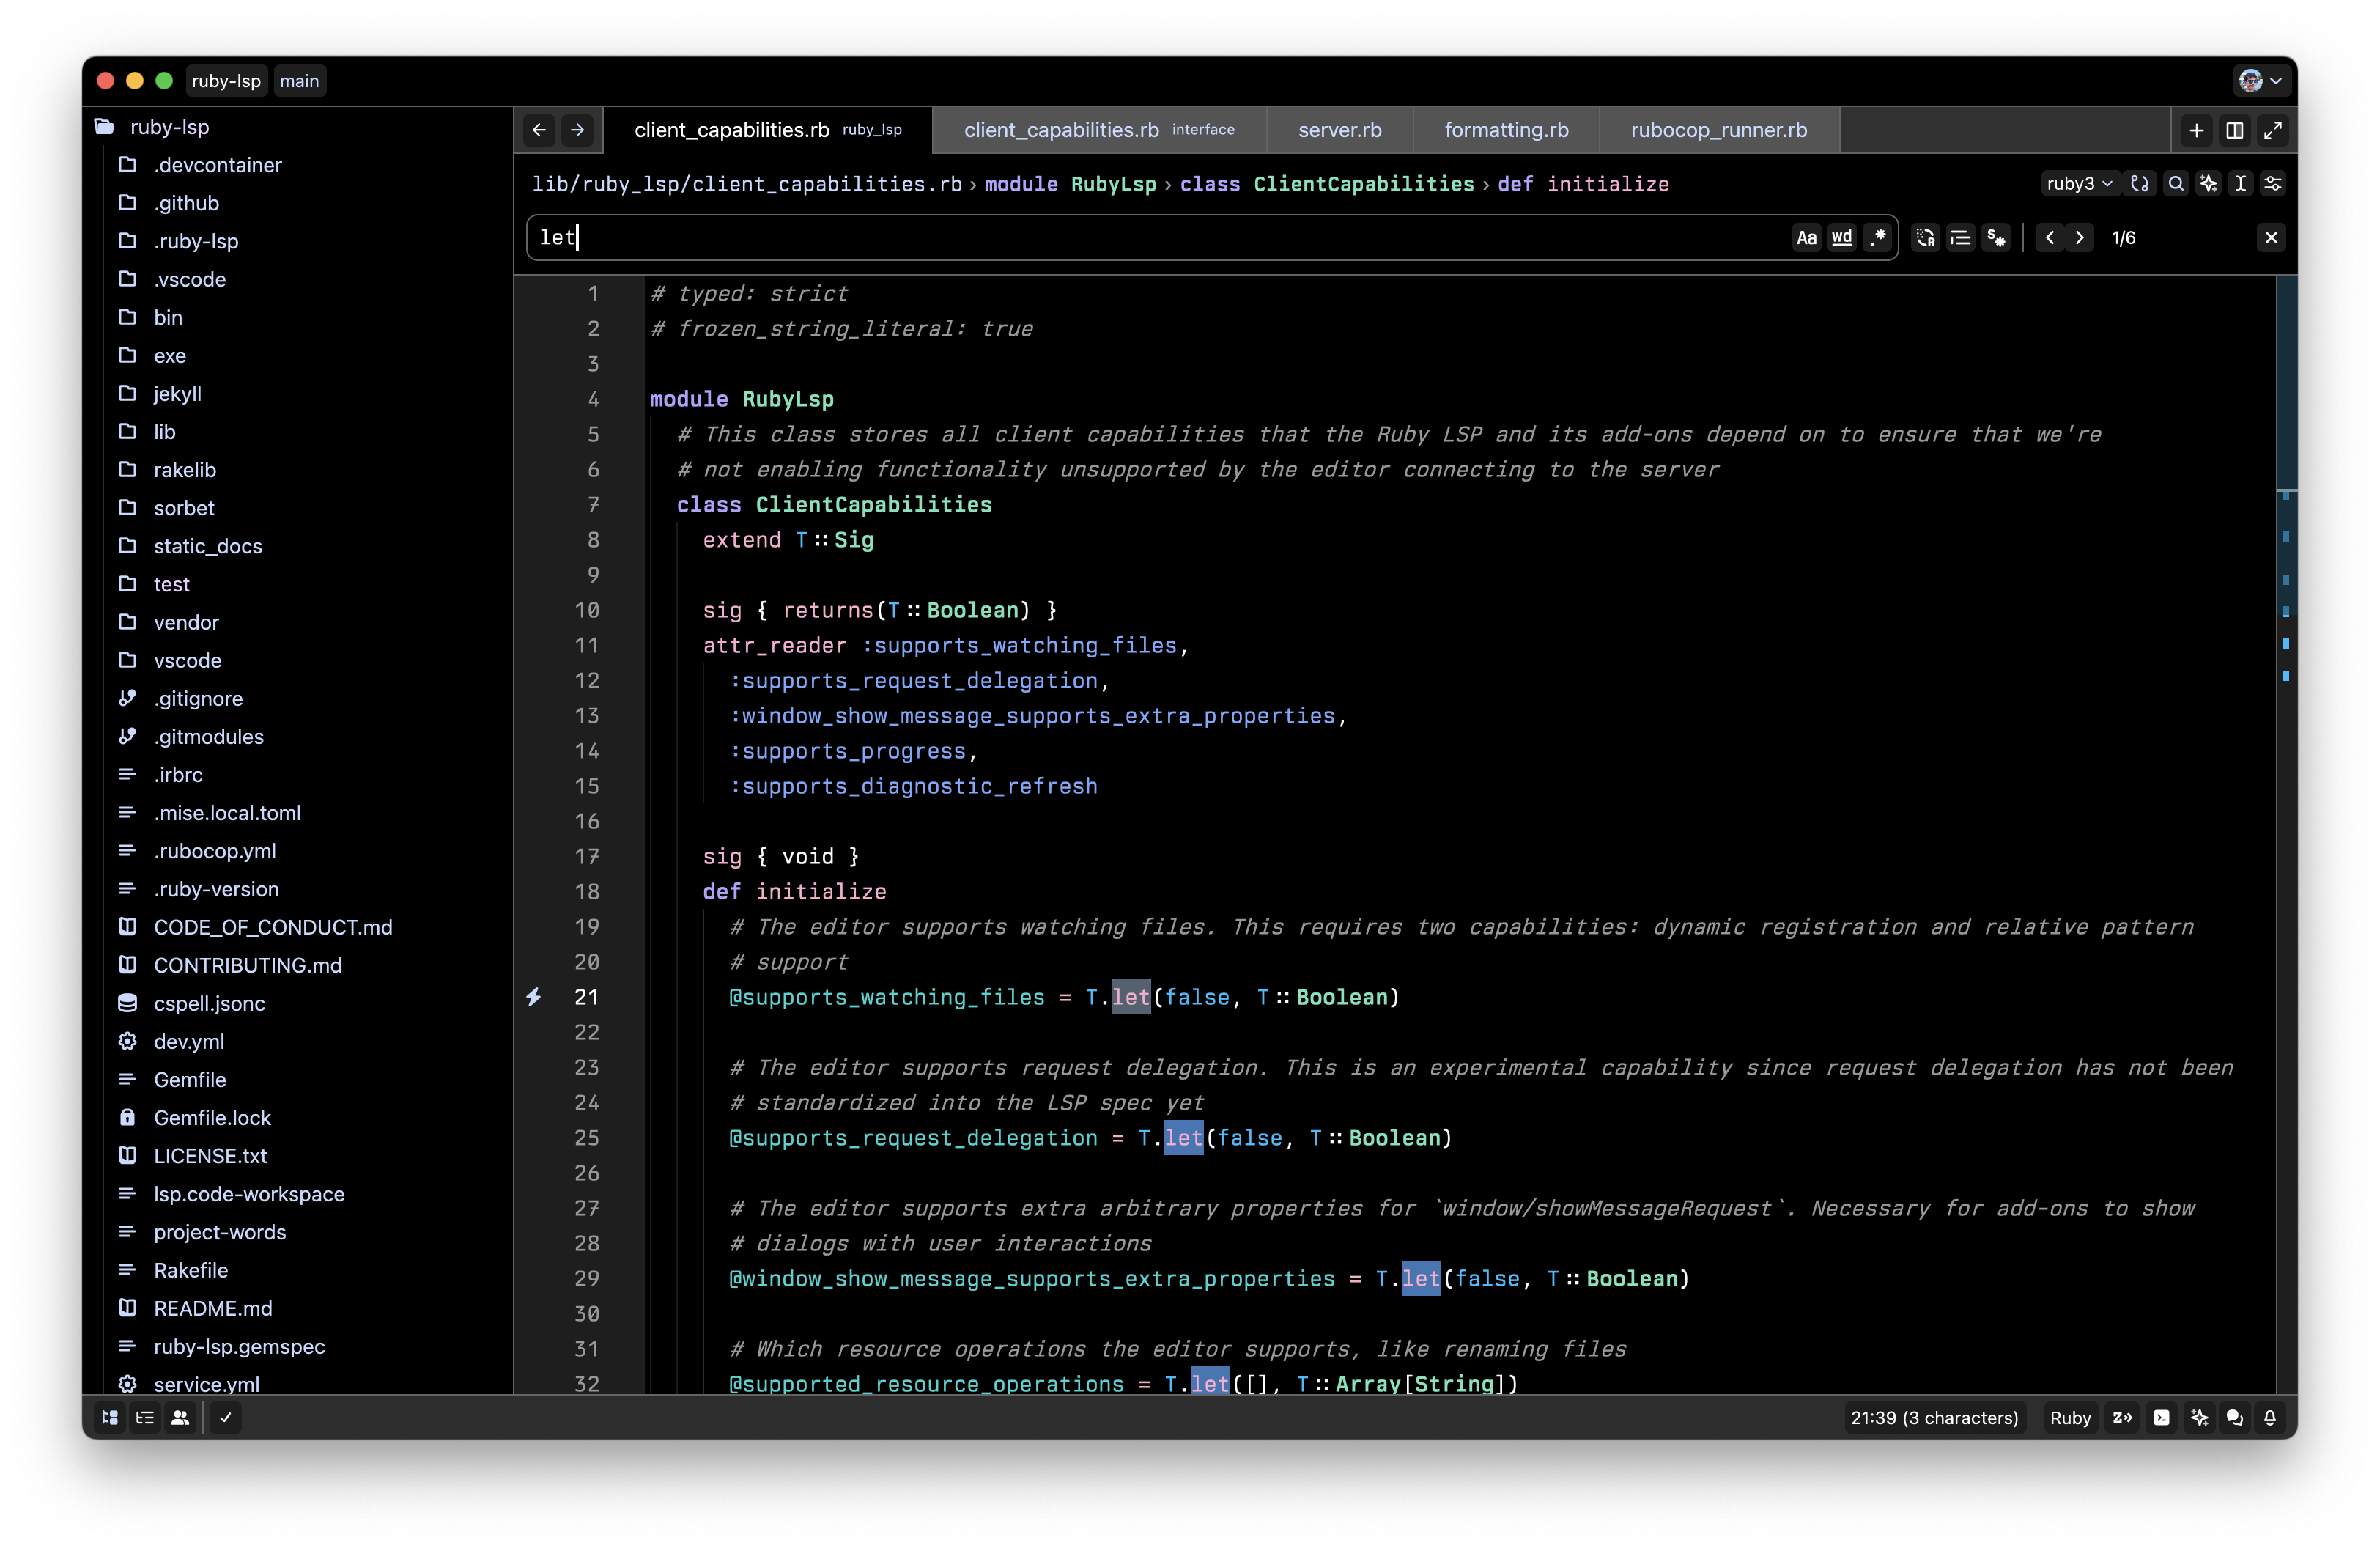 ruby-lsp main
ruby-lsp
.devcontainer
.github
.ruby-lsp
.vscode
bin
exe
jekyll
lib
rakelib
sorbet
static_docs
test
vendor
vscode
.gitignore
.gitmodules
.irbrc
.mise.local.toml
.rubocop.yml
.ruby-version
CODE_OF_CONDUCT.md
CONTRIBUTING.md
cspell.jsonc
dev.yml
Gemfile
Gemfile.lock
LICENSE.txt
lsp.code-workspace
project-words
Rakefile
README.md
ruby-lsp.gemspec
service.yml
client_capabilities.rb ruby_lsp client_capabilities.rb interface server.rb formatting.rb rubocop_runner.rb
lib/ruby_lsp/client_capabilities.rb › module RubyLsp › class ClientCapabilities › def initialize ruby3
let Aa wd .* 1/6
1 # typed: strict
2 # frozen_string_literal: true
3
4 module RubyLsp
5 # This class stores all client capabilities that the Ruby LSP and its add-ons depend on to ensure that we're
6 # not enabling functionality unsupported by the editor connecting to the server
7 class ClientCapabilities
8 extend T::Sig
9
10 sig { returns(T::Boolean) }
11 attr_reader :supports_watching_files,
12 :supports_request_delegation,
13 :window_show_message_supports_extra_properties,
14 :supports_progress,
15 :supports_diagnostic_refresh
16
17 sig { void }
18 def initialize
19 # The editor supports watching files. This requires two capabilities: dynamic registration and relative pattern
20 # support
21 @supports_watching_files = T.let(false, T::Boolean)
22
23 # The editor supports request delegation. This is an experimental capability since request delegation has not been
24 # standardized into the LSP spec yet
25 @supports_request_delegation = T.let(false, T::Boolean)
26
27 # The editor supports extra arbitrary properties for `window/showMessageRequest`. Necessary for add-ons to show
28 # dialogs with user interactions
29 @window_show_message_supports_extra_properties = T.let(false, T::Boolean)
30
31 # Which resource operations the editor supports, like renaming files
32 @supported_resource_operations = T.let([], T::Array[String])
21:39 (3 characters) Ruby